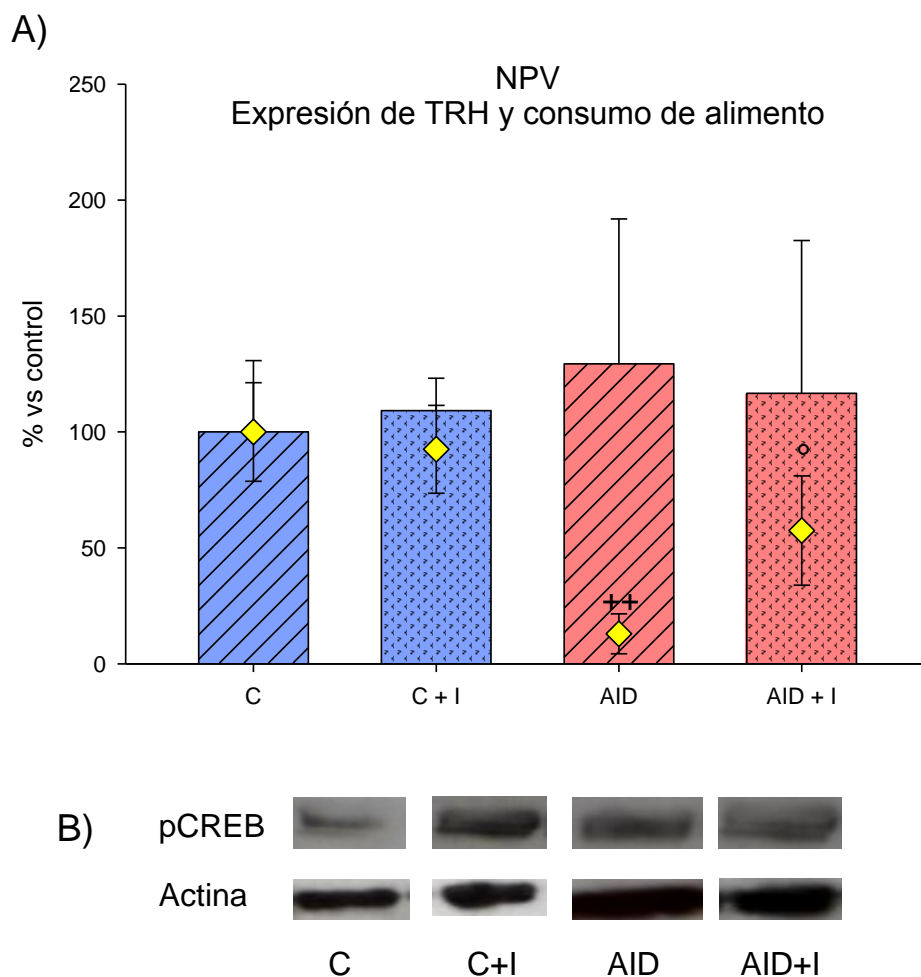 A)
NPV
Expresión de TRH y consumo de alimento
250
200
150
100
50
0
% vs control
++
°
C
C + I
AID
AID + I
B)
pCREB
Actina
C
C+I
AID
AID+I